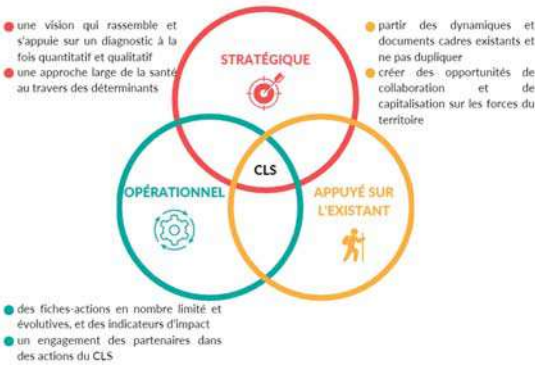 une vision qui rassemble et
s'appuie sur un diagnostic à la
fois quantitatif et qualitatif
une approche large de la santé
au travers des déterminants
partir des dynamiques et
documents cadres existants et
ne pas dupliquer
créer des opportunités de
collaboration et de
capitalisation sur les forces du
territoire
STRATÉGIQUE
CLS
OPÉRATIONNEL
APPUYÉ SUR
L'EXISTANT
des fiches-actions en nombre limité et
évolutives, et des indicateurs d'impact
un engagement des partenaires dans
des actions du CLS